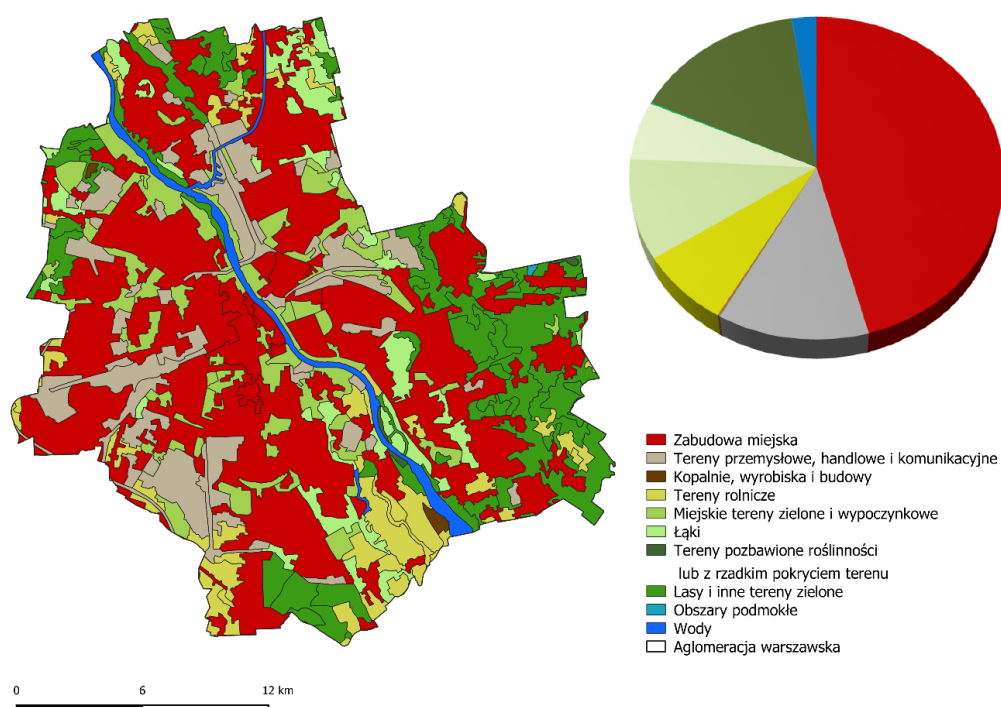 Zabudowa miejska
Tereny przemysłowe, handlowe i komunikacyjne
Kopalnie, wyrobiska i budowy
Tereny rolnicze
Miejskie tereny zielone i wypoczynkowe
Łąki
Tereny pozbawione roślinności
lub z rzadkim pokryciem terenu
Lasy i inne tereny zielone
Obszary podmokłe
Wody
Aglomeracja warszawska
0 6 12 km